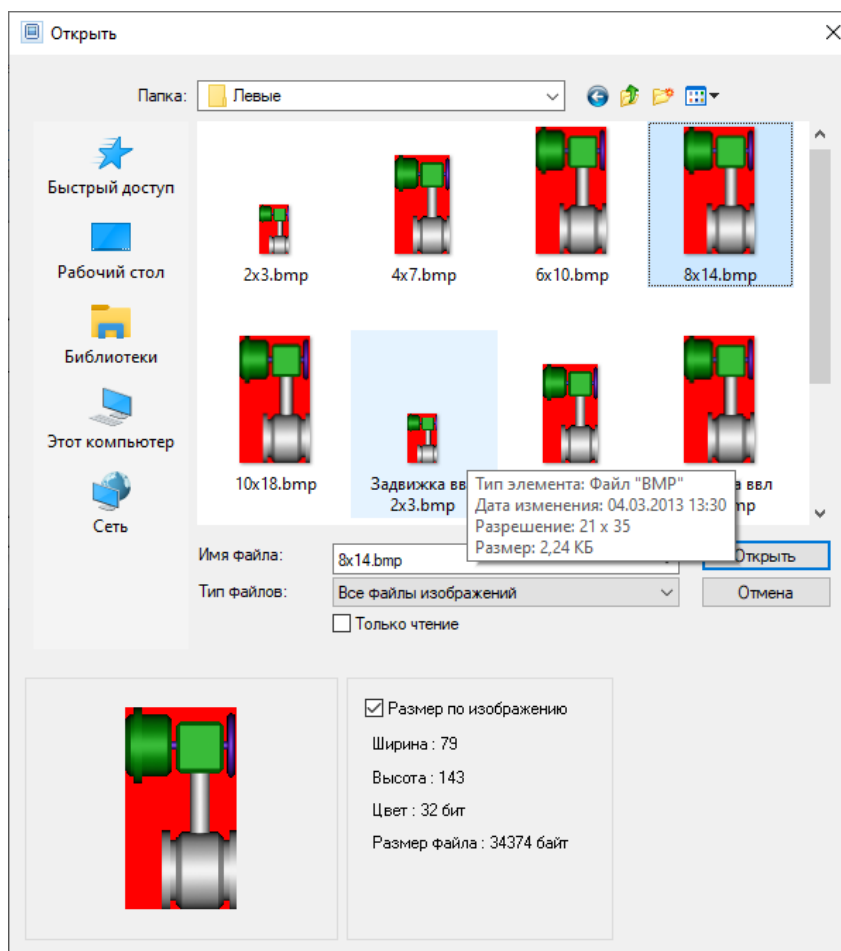 Открыть
Папка:
Левые
Быстрый доступ
Рабочий стол
Библиотеки
Этот компьютер
Сеть
2x3.bmp
4x7.bmp
6x10.bmp
8x14.bmp
10x18.bmp
Задвижка вв
2x3.bmp
ввл
Тип элемента: Файл "BMP"
Дата изменения: 04.03.2013 13:30
Разрешение: 21 x 35
Размер: 2,24 КБ
Имя файла:
8x14.bmp
Открыть
Тип файлов:
Все файлы изображений
Отмена
Только чтение
Размер по изображению
Ширина : 79
Высота : 143
Цвет : 32 бит
Размер файла : 34374 байт